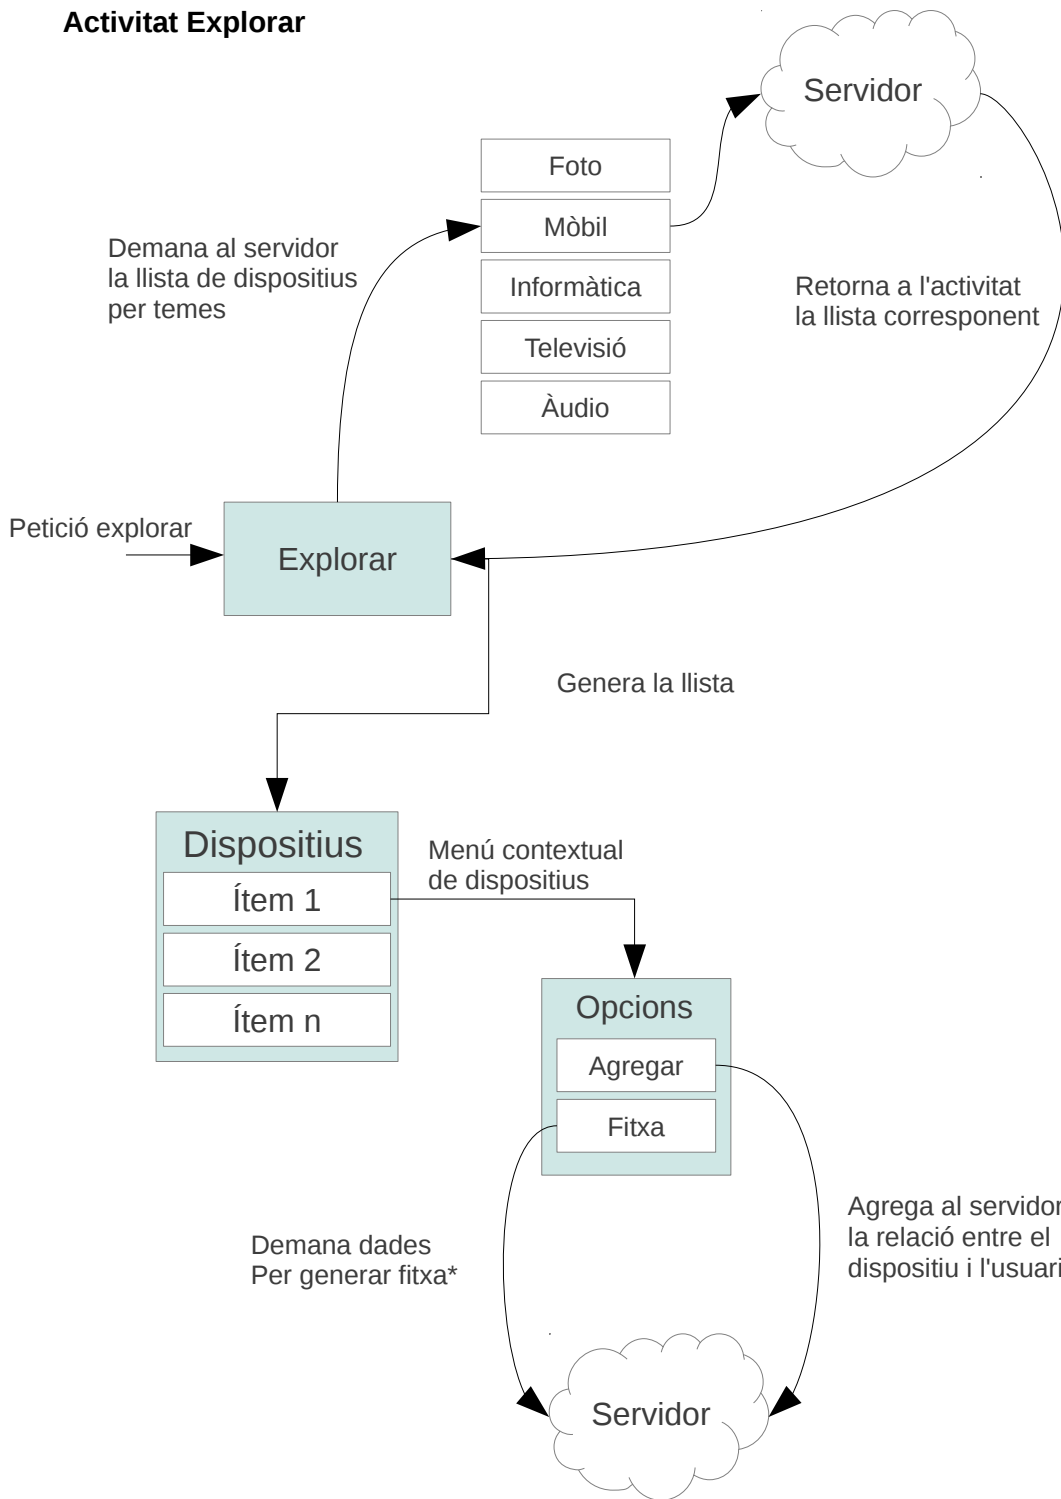 Activitat Explorar
Servidor
Foto
Mòbil
Informàtica
Televisió
Àudio
Demana al servidor
la llista de dispositius
per temes
Retorna a l'activitat
la llista corresponent
Petició explorar
Explorar
Genera la llista
Dispositius
Ítem 1
Ítem 2
Ítem n
Menú contextual
de dispositius
Opcions
Agregar
Fitxa
Demana dades
Per generar fitxa*
Agrega al servidor
la relació entre el
dispositiu i l'usuari
Servidor